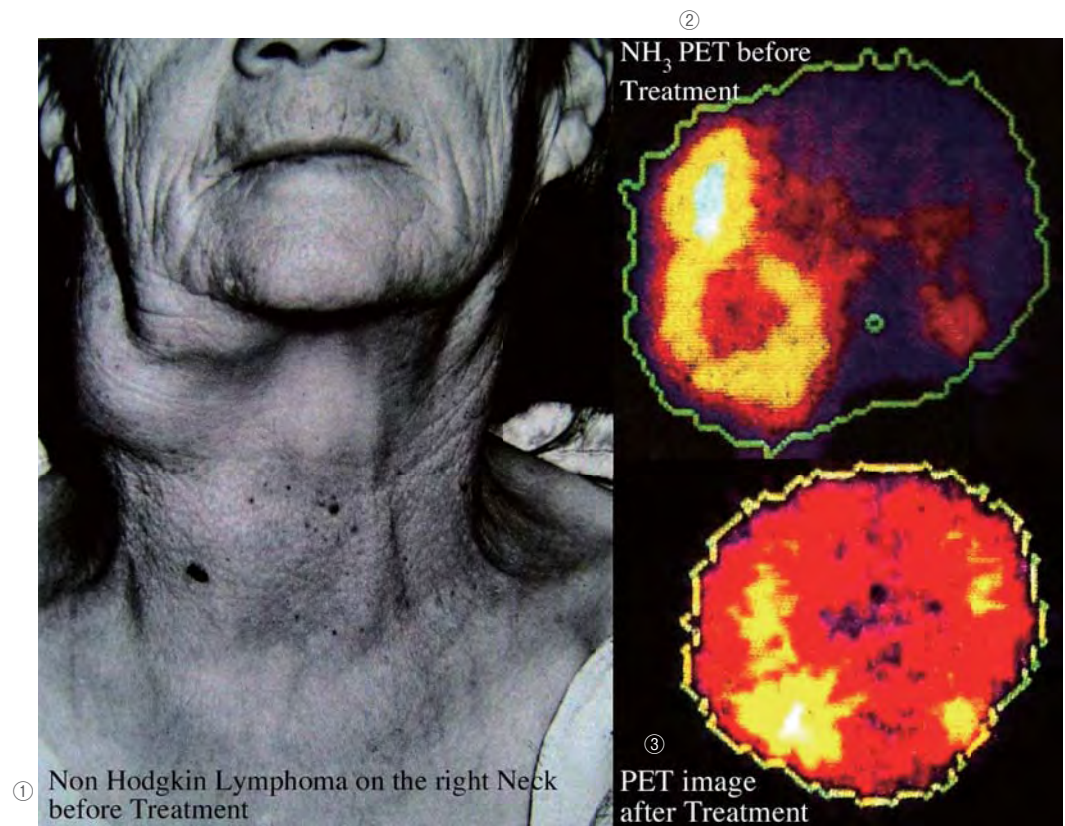 ②
NH₃ PET before
Treatment
③
PET image
after Treatment
① Non Hodgkin Lymphoma on the right Neck
before Treatment